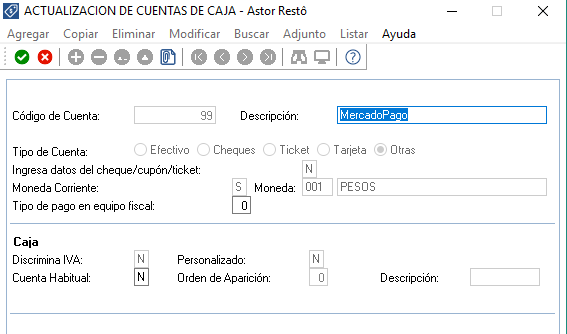 ACTUALIZACION DE CUENTAS DE CAJA - Astor Restô
Agregar Copiar Eliminar Modificar Buscar Adjunto Listar Ayuda
Código de Cuenta: 99 Descripción: MercadoPago
Tipo de Cuenta: Efectivo Cheques Ticket Tarjeta Otras
Ingresa datos del cheque/cupón/ticket: N
Moneda Corriente: S Moneda: 001 PESOS
Tipo de pago en equipo fiscal: 0
Caja
Discrimina IVA: N Personalizado: N
Cuenta Habitual: N Orden de Aparición: 0 Descripción: